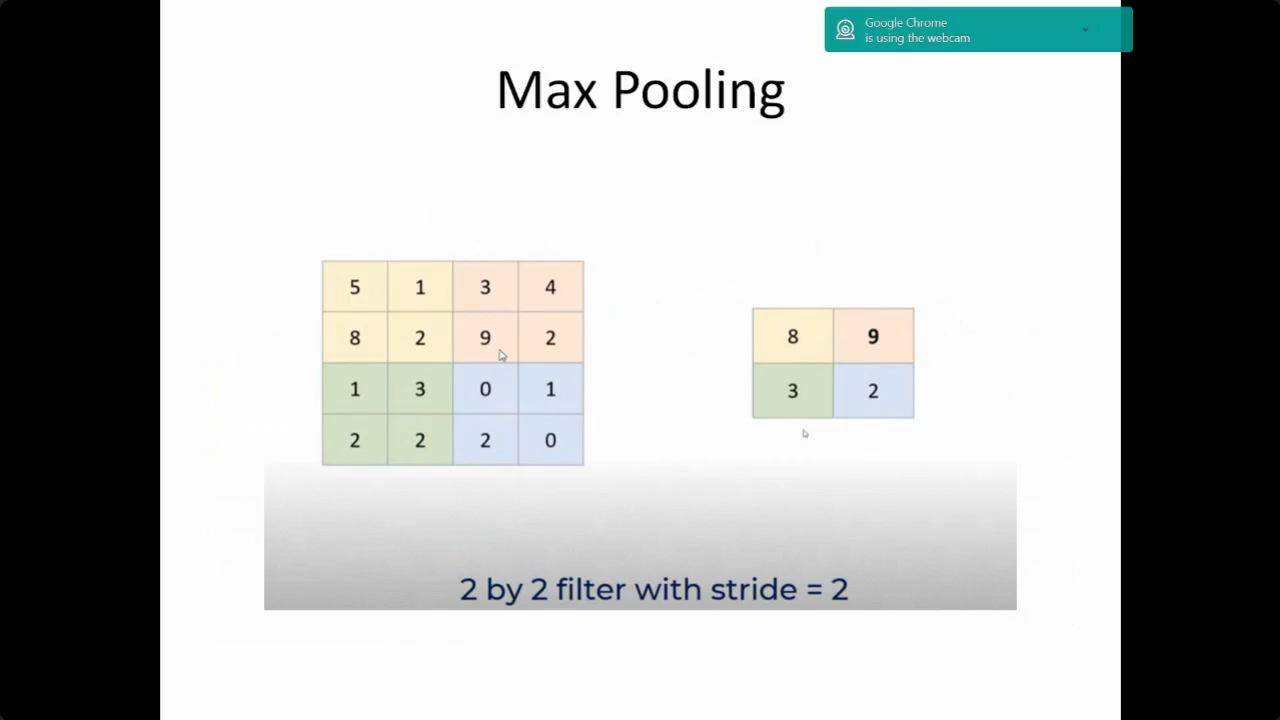 Google Chrome
is using the webcam
Max Pooling
5 1 3 4
8 2 9 2
1 3 0 1
2 2 2 0
8 9
3 2
2 by 2 filter with stride = 2